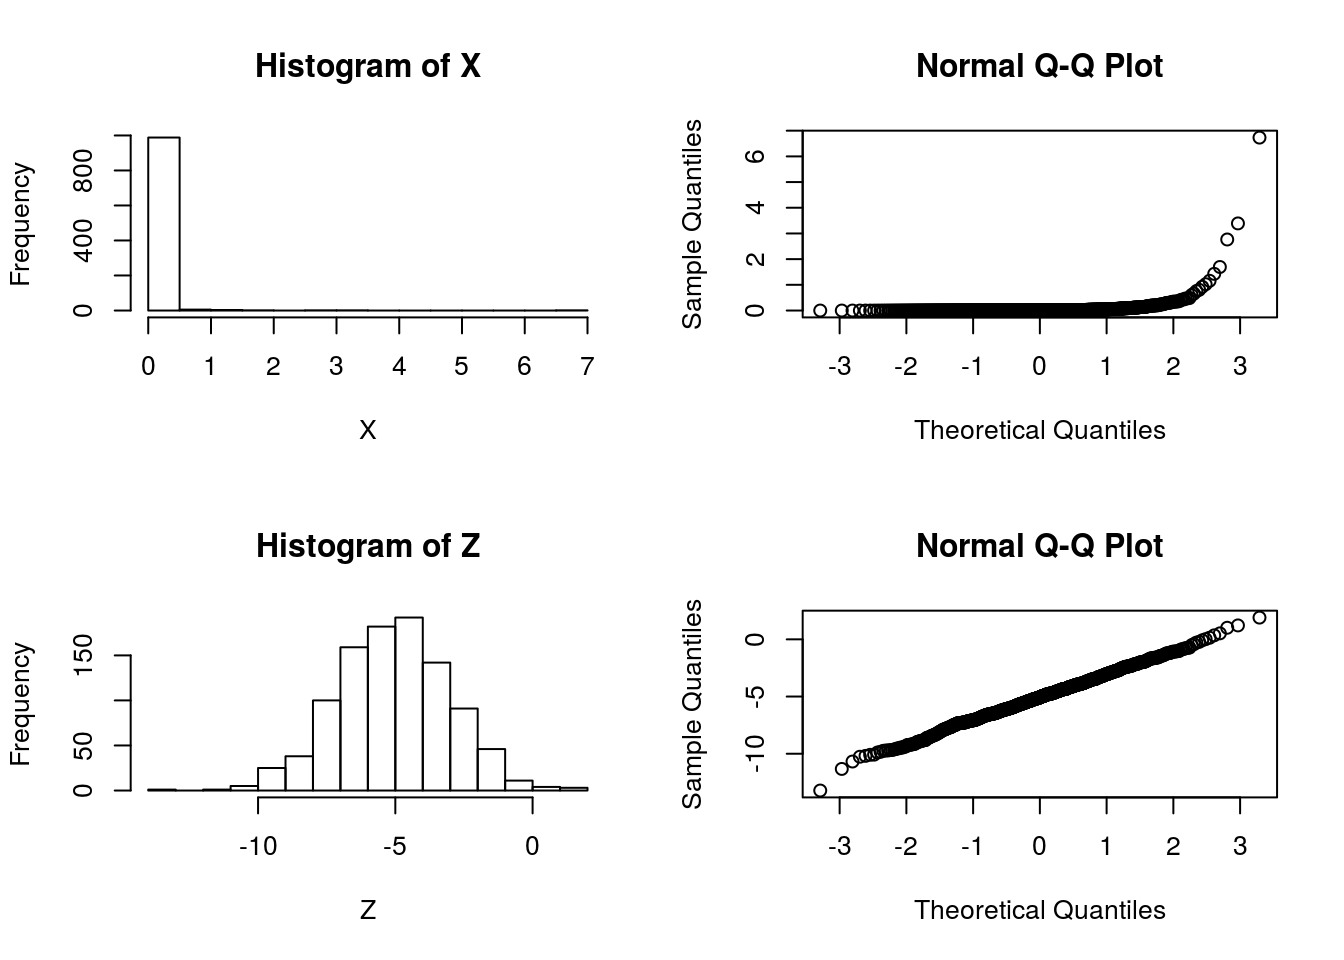 Histogram of X
Frequency
0 400 800
0 1 2 3 4 5 6 7
X
Normal Q-Q Plot
Sample Quantiles
0 2 4 6
-3 -2 -1 0 1 2 3
Theoretical Quantiles
Histogram of Z
Frequency
0 50 150
-10 -5 0
Z
Normal Q-Q Plot
Sample Quantiles
-10 -5 0
-3 -2 -1 0 1 2 3
Theoretical Quantiles